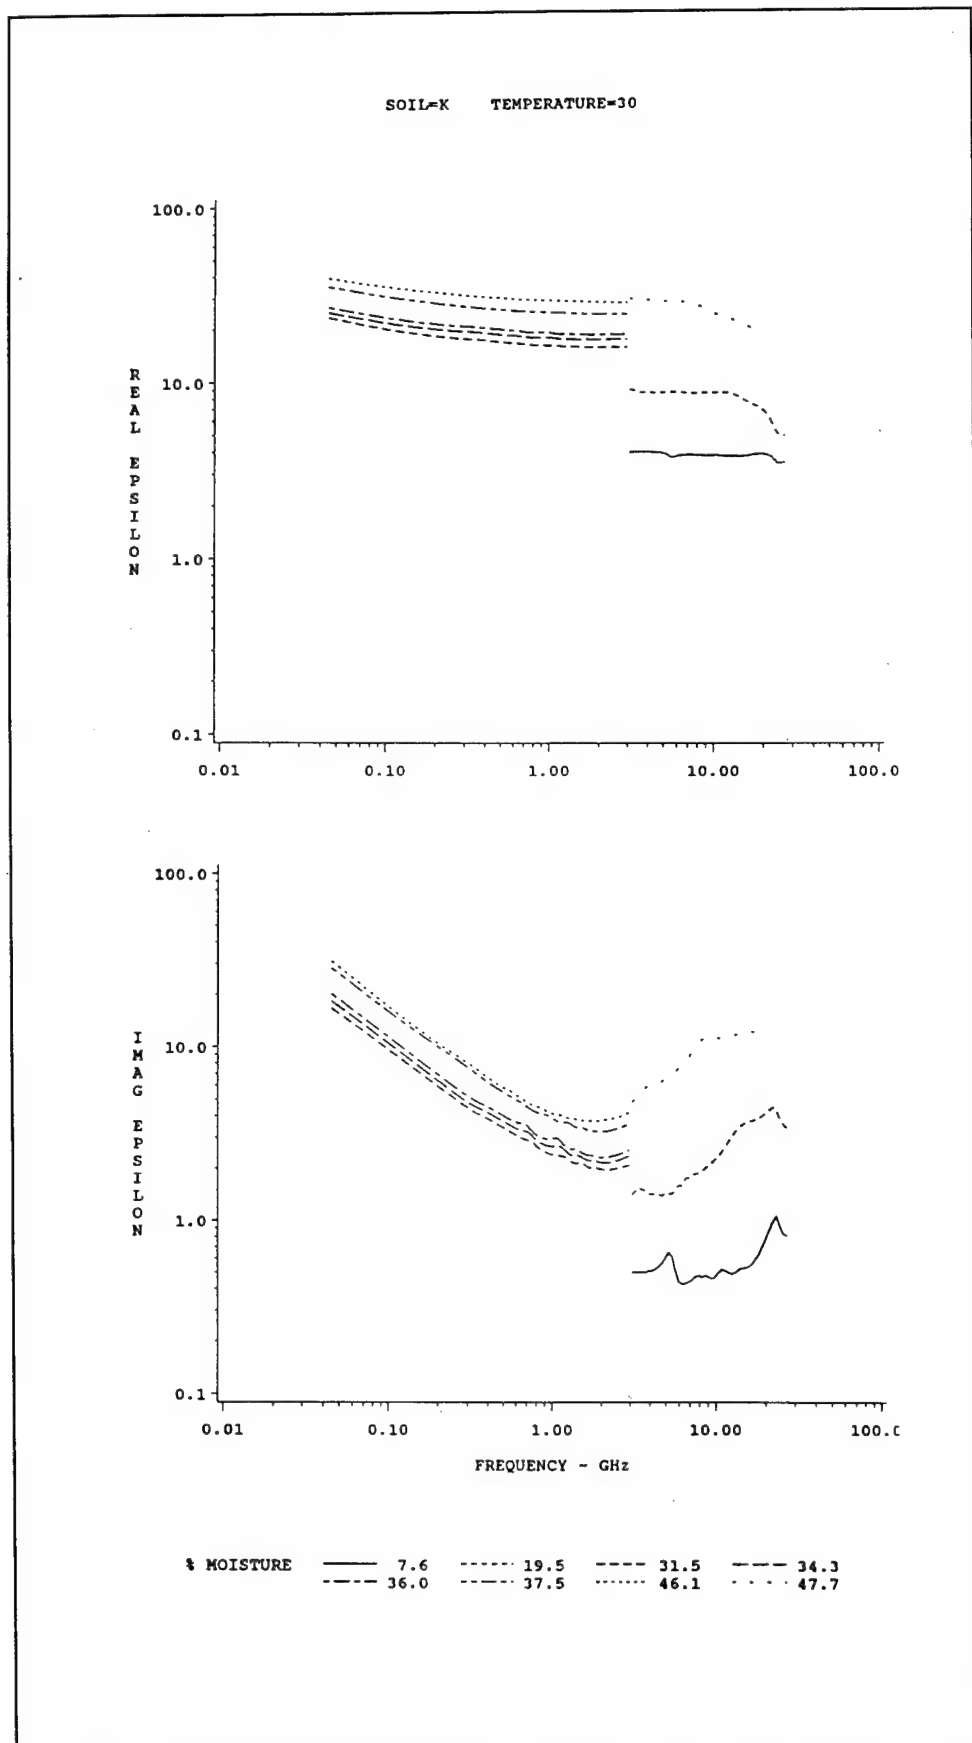 SOIL=K TEMPERATURE=30
100.0
10.0
1.0
0.1
REAL EPSILON
0.01 0.10 1.00 10.00 100.0
100.0
10.0
1.0
0.1
IMAG EPSILON
0.01 0.10 1.00 10.00 100.0
FREQUENCY - GHz
% MOISTURE 7.6 19.5 31.5 34.3
36.0 37.5 46.1 47.7